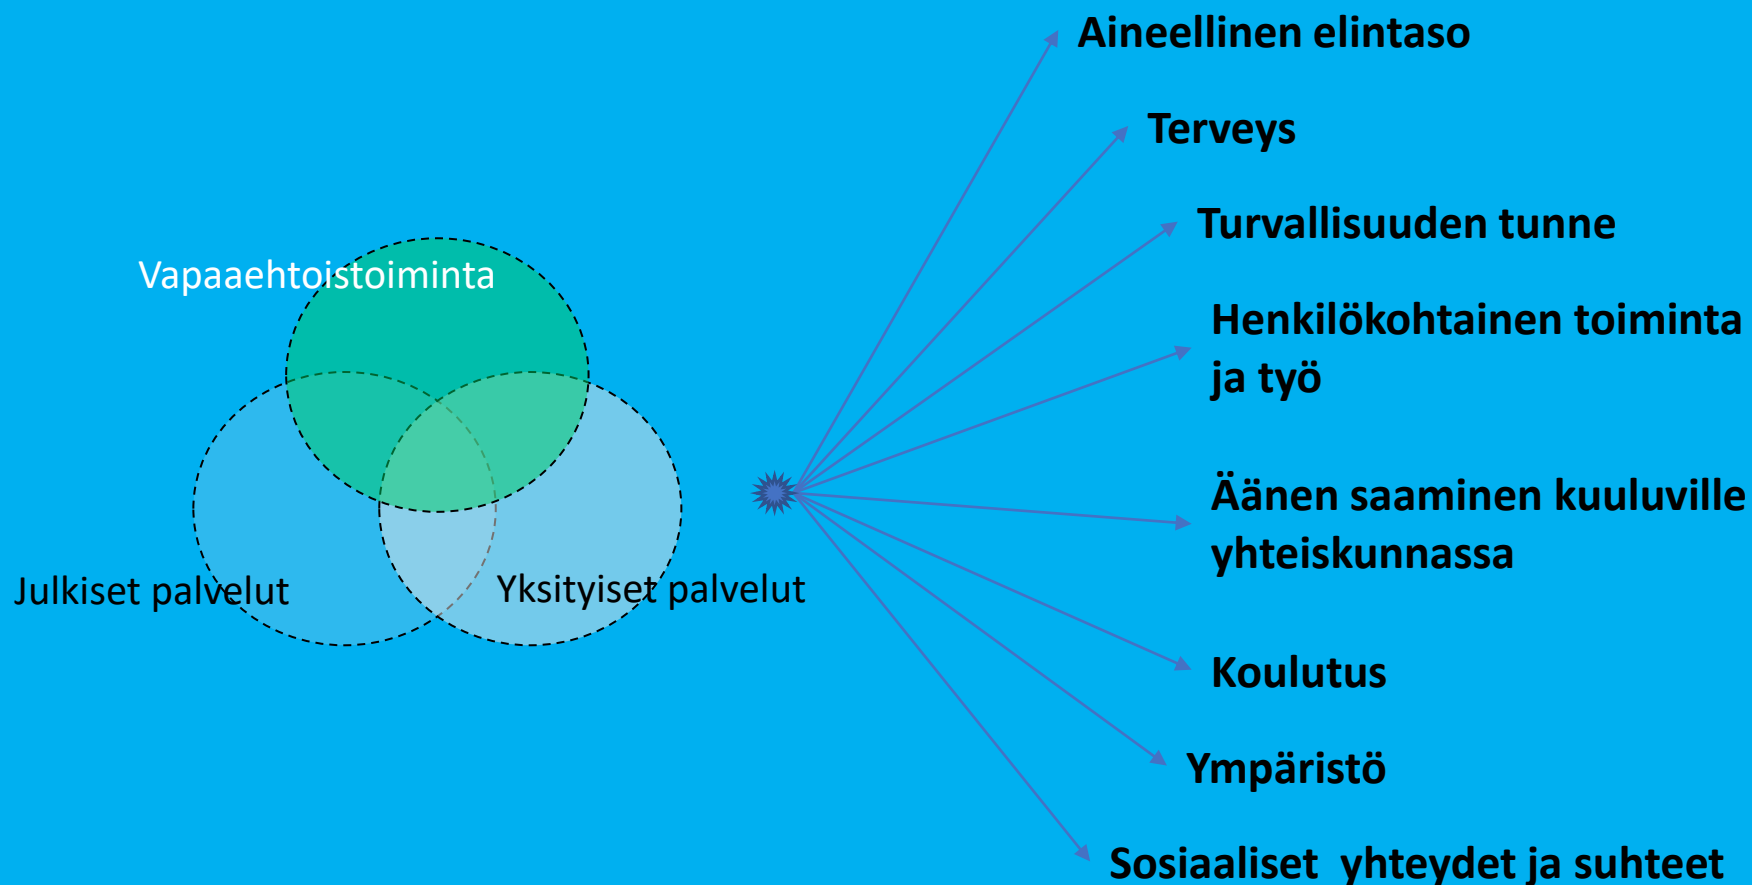 Vapaaehtoistoiminta
Julkiset palvelut
Yksityiset palvelut
Aineellinen elintaso
Terveys
Turvallisuuden tunne
Henkilökohtainen toiminta
ja työ
Äänen saaminen kuuluville
yhteiskunnassa
Koulutus
Ympäristö
Sosiaaliset  yhteydet ja suhteet